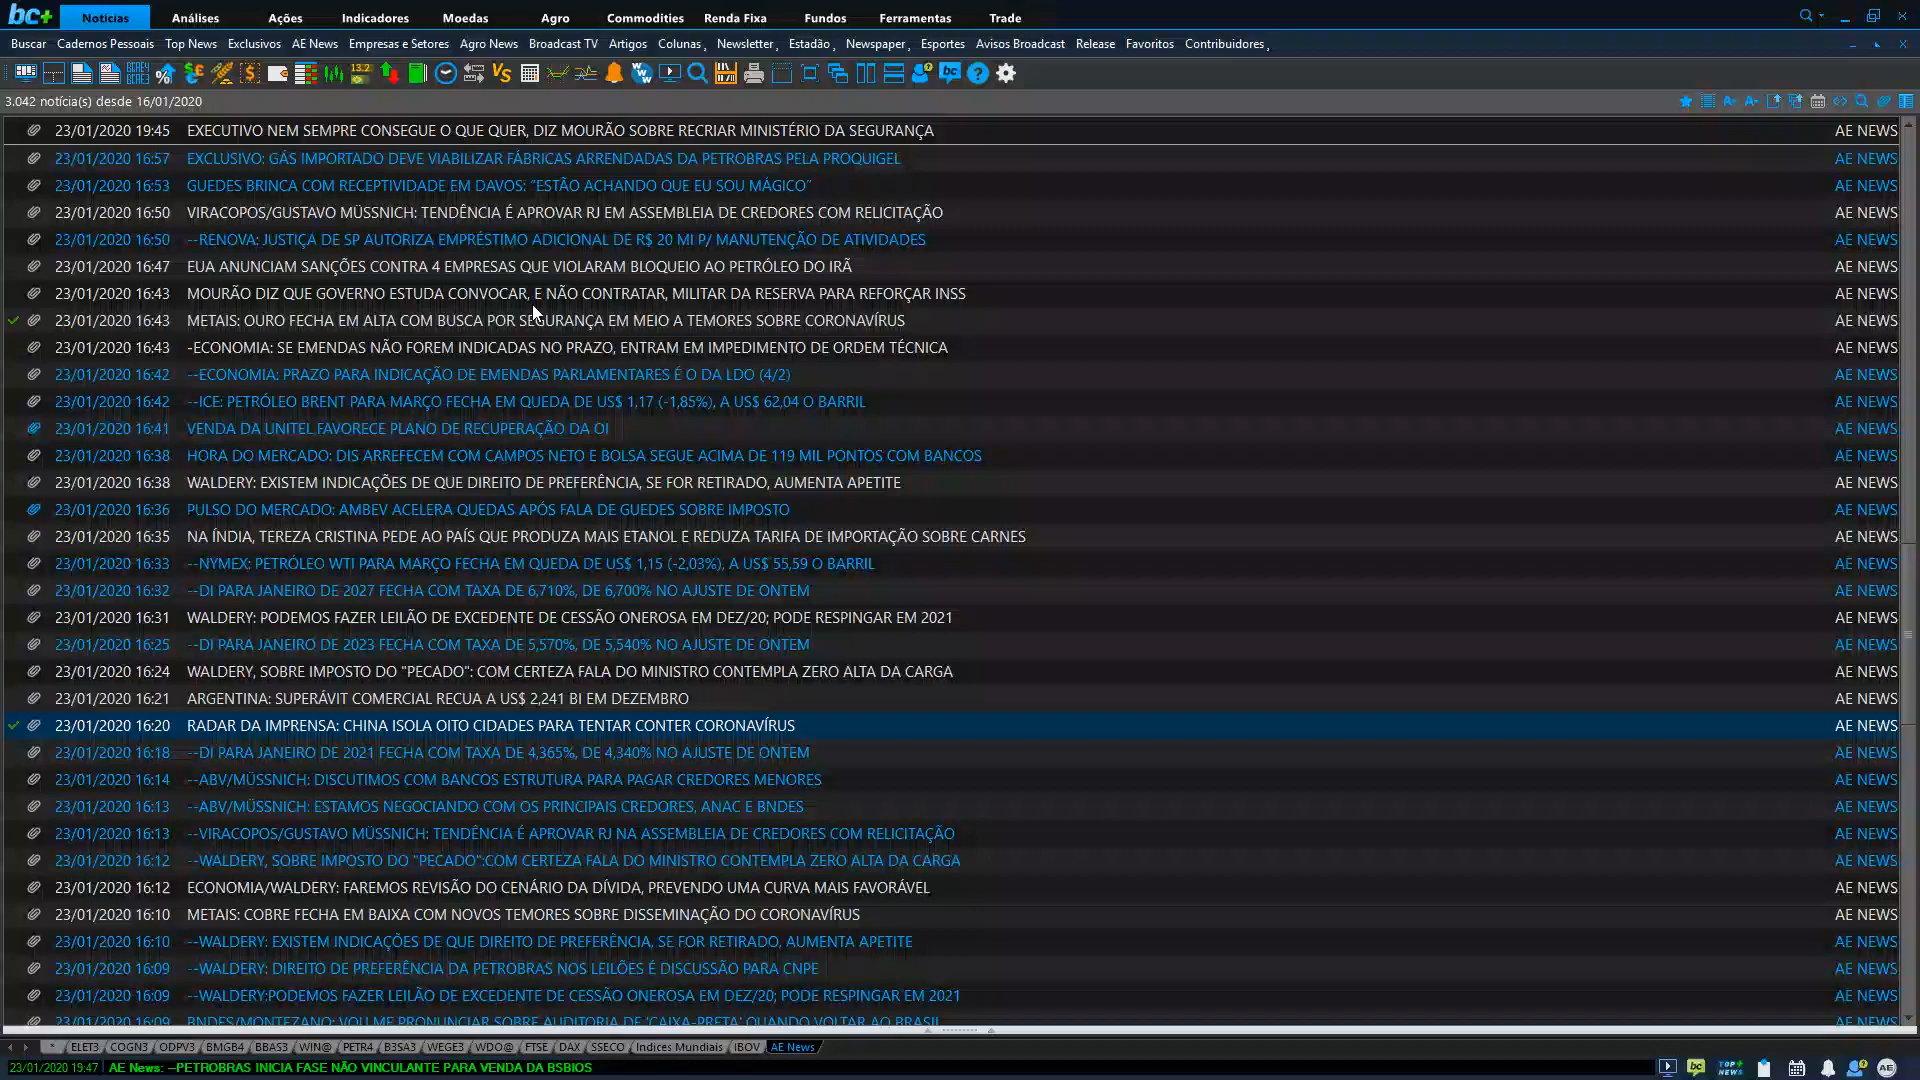 bc+ Notícias Análises Ações Indicadores Moedas Agro Commodities Renda Fixa Fundos Ferramentas Trade
Buscar Cadernos Pessoais Top News Exclusivos AE News Empresas e Setores Agro News Broadcast TV Artigos Colunas Newsletter Estadão Newspaper Esportes Avisos Broadcast Release Favoritos Contribuidores
3.042 notícia(s) desde 16/01/2020
23/01/2020 19:45 EXECUTIVO NEM SEMPRE CONSEGUE O QUE QUER, DIZ MOURÃO SOBRE RECRIAR MINISTÉRIO DA SEGURANÇA AE NEWS
23/01/2020 16:57 EXCLUSIVO: GÁS IMPORTADO DEVE VIABILIZAR FÁBRICAS ARRENDADAS DA PETROBRAS PELA PROQUIGEL AE NEWS
23/01/2020 16:53 GUEDES BRINCA COM RECEPTIVIDADE EM DAVOS: "ESTÃO ACHANDO QUE EU SOU MÁGICO" AE NEWS
23/01/2020 16:50 VIRACOPOS/GUSTAVO MÜSSNICH: TENDÊNCIA É APROVAR RJ EM ASSEMBLEIA DE CREDORES COM RELICITAÇÃO AE NEWS
23/01/2020 16:50 --RENOVA: JUSTIÇA DE SP AUTORIZA EMPRÉSTIMO ADICIONAL DE R$ 20 MI P/ MANUTENÇÃO DE ATIVIDADES AE NEWS
23/01/2020 16:47 EUA ANUNCIAM SANÇÕES CONTRA 4 EMPRESAS QUE VIOLARAM BLOQUEIO AO PETRÓLEO DO IRÃ AE NEWS
23/01/2020 16:43 MOURÃO DIZ QUE GOVERNO ESTUDA CONVOCAR, E NÃO CONTRATAR, MILITAR DA RESERVA PARA REFORÇAR INSS AE NEWS
23/01/2020 16:43 METAIS: OURO FECHA EM ALTA COM BUSCA POR SEGURANÇA EM MEIO A TEMORES SOBRE CORONAVÍRUS AE NEWS
23/01/2020 16:43 -ECONOMIA: SE EMENDAS NÃO FOREM INDICADAS NO PRAZO, ENTRAM EM IMPEDIMENTO DE ORDEM TÉCNICA AE NEWS
23/01/2020 16:42 --ECONOMIA: PRAZO PARA INDICAÇÃO DE EMENDAS PARLAMENTARES É O DA LDO (4/2) AE NEWS
23/01/2020 16:42 --ICE: PETRÓLEO BRENT PARA MARÇO FECHA EM QUEDA DE US$ 1,17 (-1,85%), A US$ 62,04 O BARRIL AE NEWS
23/01/2020 16:41 VENDA DA UNITEL FAVORECE PLANO DE RECUPERAÇÃO DA OI AE NEWS
23/01/2020 16:38 HORA DO MERCADO: DIS ARREFECEM COM CAMPOS NETO E BOLSA SEGUE ACIMA DE 119 MIL PONTOS COM BANCOS AE NEWS
23/01/2020 16:38 WALDERY: EXISTEM INDICAÇÕES DE QUE DIREITO DE PREFERÊNCIA, SE FOR RETIRADO, AUMENTA APETITE AE NEWS
23/01/2020 16:36 PULSO DO MERCADO: AMBEV ACELERA QUEDAS APÓS FALA DE GUEDES SOBRE IMPOSTO AE NEWS
23/01/2020 16:35 NA ÍNDIA, TEREZA CRISTINA PEDE AO PAÍS QUE PRODUZA MAIS ETANOL E REDUZA TARIFA DE IMPORTAÇÃO SOBRE CARNES AE NEWS
23/01/2020 16:33 --NYMEX: PETRÓLEO WTI PARA MARÇO FECHA EM QUEDA DE US$ 1,15 (-2,03%), A US$ 55,59 O BARRIL AE NEWS
23/01/2020 16:32 --DI PARA JANEIRO DE 2027 FECHA COM TAXA DE 6,710%, DE 6,700% NO AJUSTE DE ONTEM AE NEWS
23/01/2020 16:31 WALDERY: PODEMOS FAZER LEILÃO DE EXCEDENTE DE CESSÃO ONEROSA EM DEZ/20; PODE RESPINGAR EM 2021 AE NEWS
23/01/2020 16:25 --DI PARA JANEIRO DE 2023 FECHA COM TAXA DE 5,570%, DE 5,540% NO AJUSTE DE ONTEM AE NEWS
23/01/2020 16:24 WALDERY, SOBRE IMPOSTO DO "PECADO": COM CERTEZA FALA DO MINISTRO CONTEMPLA ZERO ALTA DA CARGA AE NEWS
23/01/2020 16:21 ARGENTINA: SUPERÁVIT COMERCIAL RECUA A US$ 2,241 BI EM DEZEMBRO AE NEWS
23/01/2020 16:20 RADAR DA IMPRENSA: CHINA ISOLA OITO CIDADES PARA TENTAR CONTER CORONAVÍRUS AE NEWS
23/01/2020 16:18 --DI PARA JANEIRO DE 2021 FECHA COM TAXA DE 4,365%, DE 4,340% NO AJUSTE DE ONTEM AE NEWS
23/01/2020 16:14 --ABV/MÜSSNICH: DISCUTIMOS COM BANCOS ESTRUTURA PARA PAGAR CREDORES MENORES AE NEWS
23/01/2020 16:13 --ABV/MÜSSNICH: ESTAMOS NEGOCIANDO COM OS PRINCIPAIS CREDORES, ANAC E BNDES AE NEWS
23/01/2020 16:13 --VIRACOPOS/GUSTAVO MÜSSNICH: TENDÊNCIA É APROVAR RJ NA ASSEMBLEIA DE CREDORES COM RELICITAÇÃO AE NEWS
23/01/2020 16:12 --WALDERY, SOBRE IMPOSTO DO "PECADO":COM CERTEZA FALA DO MINISTRO CONTEMPLA ZERO ALTA DA CARGA AE NEWS
23/01/2020 16:12 ECONOMIA/WALDERY: FAREMOS REVISÃO DO CENÁRIO DA DÍVIDA, PREVENDO UMA CURVA MAIS FAVORÁVEL AE NEWS
23/01/2020 16:10 METAIS: COBRE FECHA EM BAIXA COM NOVOS TEMORES SOBRE DISSEMINAÇÃO DO CORONAVÍRUS AE NEWS
23/01/2020 16:10 --WALDERY: EXISTEM INDICAÇÕES DE QUE DIREITO DE PREFERÊNCIA, SE FOR RETIRADO, AUMENTA APETITE AE NEWS
23/01/2020 16:09 --WALDERY: DIREITO DE PREFERÊNCIA DA PETROBRAS NOS LEILÕES É DISCUSSÃO PARA CNPE AE NEWS
23/01/2020 16:09 --WALDERY:PODEMOS FAZER LEILÃO DE EXCEDENTE DE CESSÃO ONEROSA EM DEZ/20; PODE RESPINGAR EM 2021 AE NEWS
23/01/2020 16:09 BNDES/MONTEZANO: VOU ME PRONUNCIAR SOBRE AUDITORIA DE 'CAIXA-PRETA' QUANDO VOLTAR AO BRASIL AE NEWS
* ELET3 COGN3 ODPV3 BMGB4 BBAS3 WIN@ PETR4 B3SA3 WEGE3 WDO@ FTSE DAX SSECO Indices Mundiais IBOV AE News
23/01/2020 19:47 AE News: --PETROBRAS INICIA FASE NÃO VINCULANTE PARA VENDA DA BSBIOS